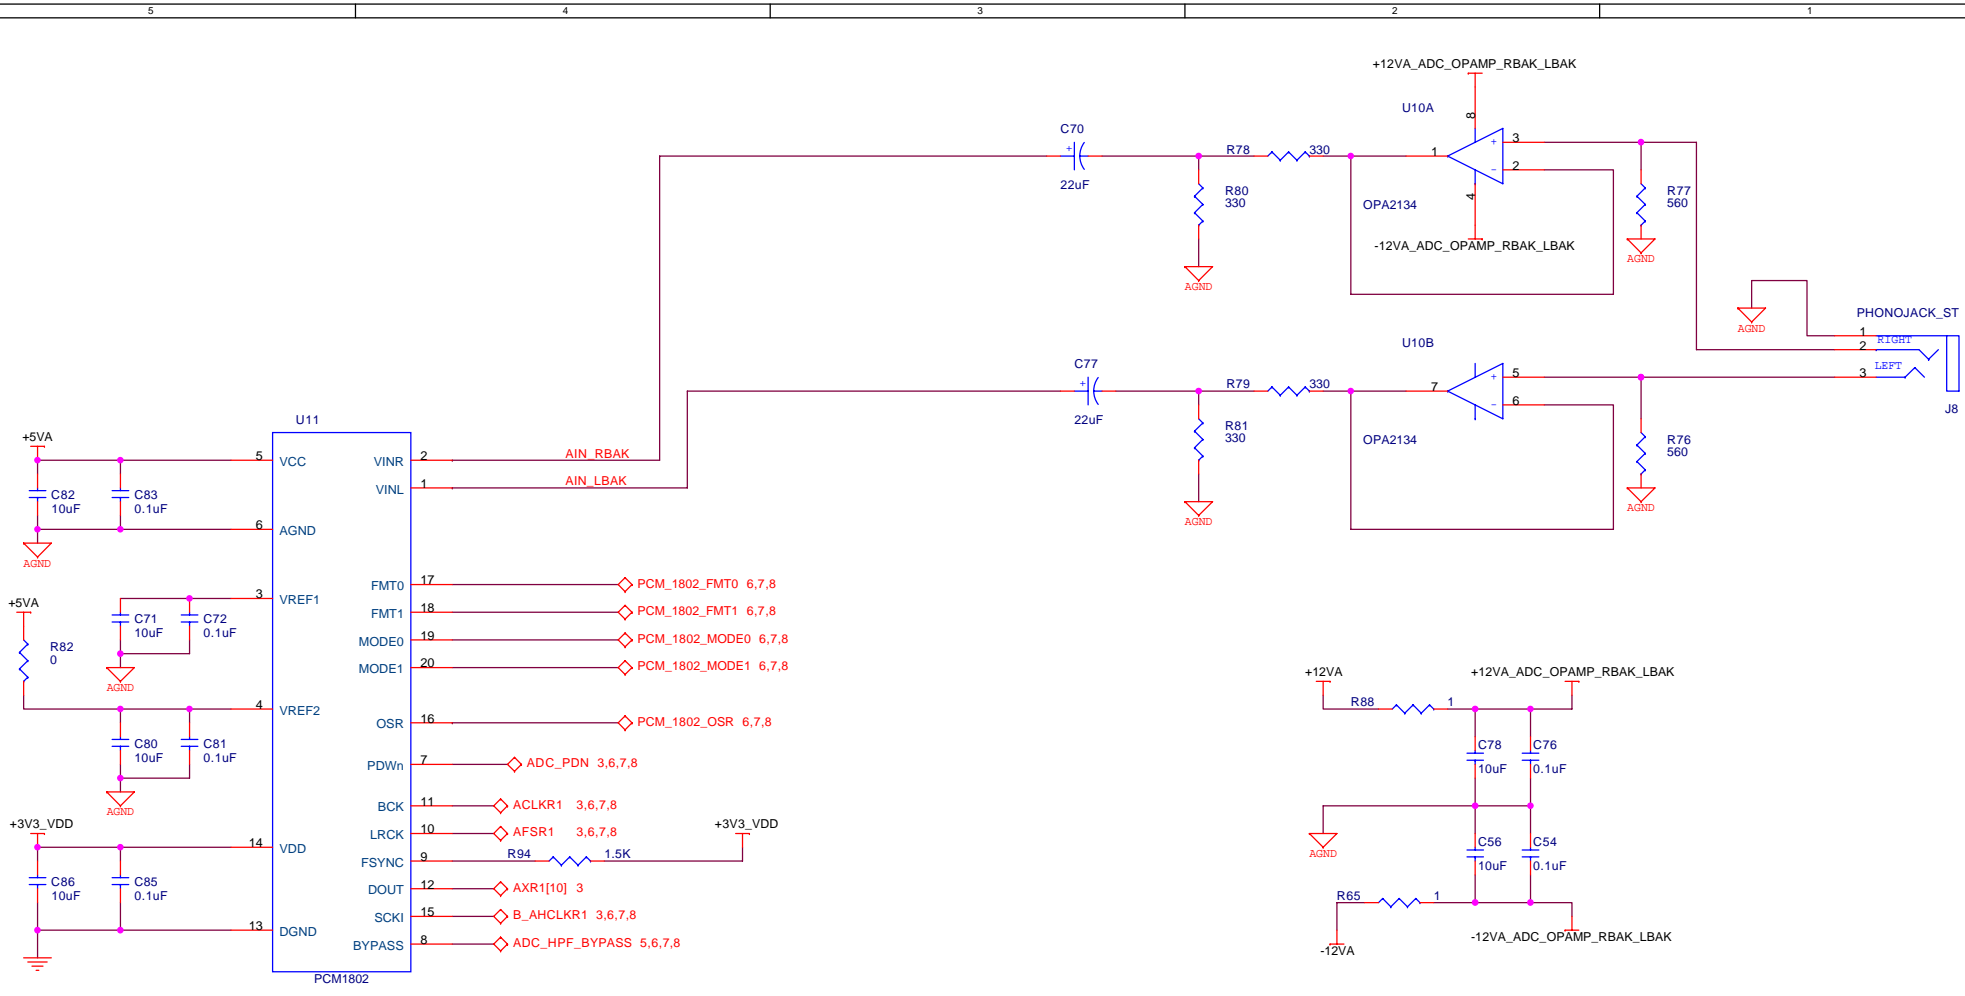 5 4 3 2 1
+12VA_ADC_OPAMP_RBAK_LBAK
U10A
8
C70
+
22uF
R78
330
1
+
3
-
2
4
R80
330
OPA2134
R77
560
-12VA_ADC_OPAMP_RBAK_LBAK
AGND
AGND
AGND
PHONOJACK_ST
1
2
RIGHT
3
LEFT
J8
U10B
C77
+
22uF
R79
330
7
+
5
-
6
R81
330
OPA2134
R76
560
AGND
AGND
U11
+5VA
5
VCC
VINR
2
AIN_RBAK
VINL
1
AIN_LBAK
C82
10uF
C83
0.1uF
6
AGND
AGND
FMT0
17
PCM_1802_FMT0 6,7,8
+5VA
3
VREF1
FMT1
18
PCM_1802_FMT1 6,7,8
C71
10uF
C72
0.1uF
MODE0
19
PCM_1802_MODE0 6,7,8
R82
0
MODE1
20
PCM_1802_MODE1 6,7,8
AGND
4
VREF2
OSR
16
PCM_1802_OSR 6,7,8
C80
10uF
C81
0.1uF
PDWn
7
ADC_PDN 3,6,7,8
AGND
BCK
11
ACLKR1 3,6,7,8
+3V3_VDD
LRCK
10
AFSR1 3,6,7,8
+3V3_VDD
14
VDD
FSYNC
9
R94
1.5K
C86
10uF
C85
0.1uF
DOUT
12
AXR1[10] 3
SCKI
15
B_AHCLKR1 3,6,7,8
13
DGND
BYPASS
8
ADC_HPF_BYPASS 5,6,7,8
PCM1802
+12VA
+12VA_ADC_OPAMP_RBAK_LBAK
R88
1
C78
10uF
C76
0.1uF
AGND
C56
10uF
C54
0.1uF
R65
1
-12VA
-12VA_ADC_OPAMP_RBAK_LBAK